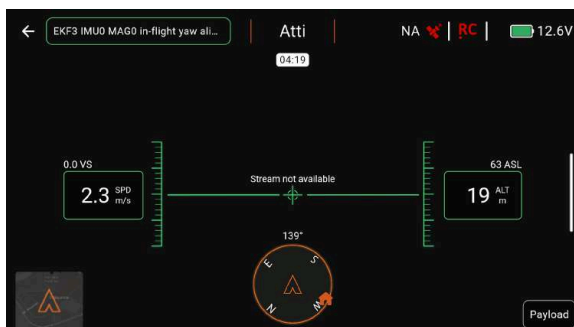 EKF3 IMU0 MAG0 in-flight yaw ali...
Atti
NA
RC
12.6V
04:19
0.0 VS
63 ASL
Stream not available
2.3 SPD m/s
19 ALT m
139°
E
S
N
W
Payload